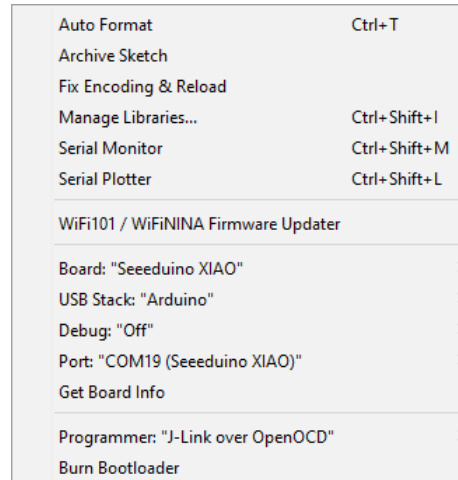 Auto Format Ctrl+T
Archive Sketch
Fix Encoding & Reload
Manage Libraries... Ctrl+Shift+I
Serial Monitor Ctrl+Shift+M
Serial Plotter Ctrl+Shift+L
WiFi101 / WiFiNINA Firmware Updater
Board: "Seeeduino XIAO"
USB Stack: "Arduino"
Debug: "Off"
Port: "COM19 (Seeeduino XIAO)"
Get Board Info
Programmer: "J-Link over OpenOCD"
Burn Bootloader